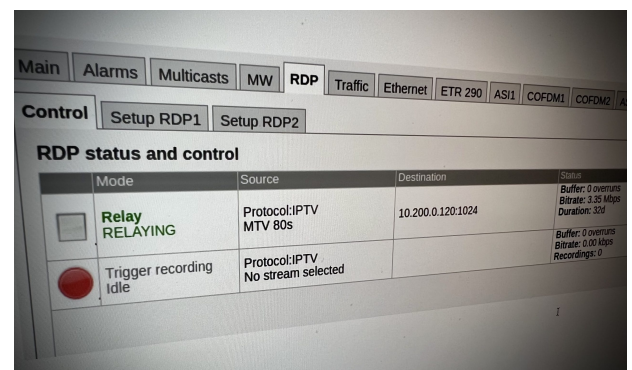 Main Alarms Multicasts MW RDP Traffic Ethernet ETR 290 ASI1 COFDM1 COFDM2
Control Setup RDP1 Setup RDP2
RDP status and control
Mode Source Destination Status
Relay
RELAYING
Protocol:IPTV
MTV 80s
10.200.0.120:1024
Buffer: 0 overruns
Bitrate: 3.35 Mbps
Duration: 32d
Trigger recording
Idle
Protocol:IPTV
No stream selected
Buffer: 0 overruns
Bitrate: 0.00 kbps
Recordings: 0